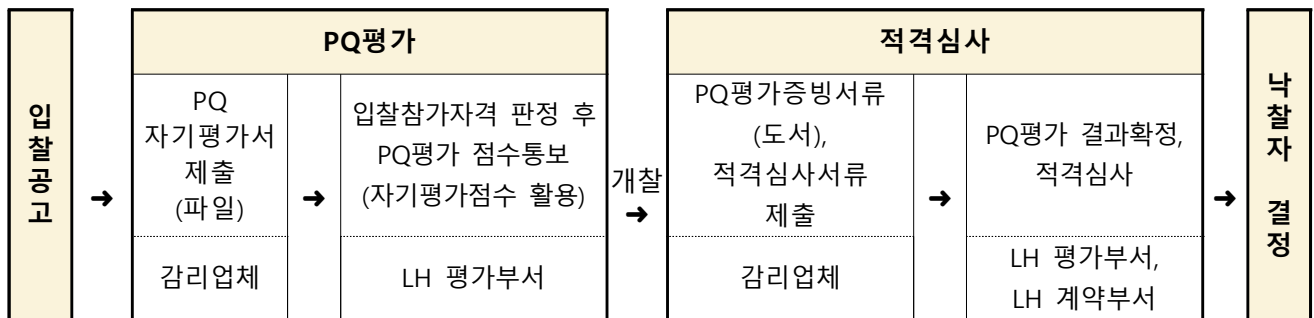 입찰공고
➜
PQ평가
PQ
자기평가서
제출
(파일)
감리업체
➜
입찰참가자격 판정 후
PQ평가 점수통보
(자기평가점수 활용)
LH 평가부서
개찰
➜
적격심사
PQ평가증빙서류
(도서),
적격심사서류
제출
감리업체
➜
PQ평가 결과확정,
적격심사
LH 평가부서,
LH 계약부서
➜
낙찰자 결정